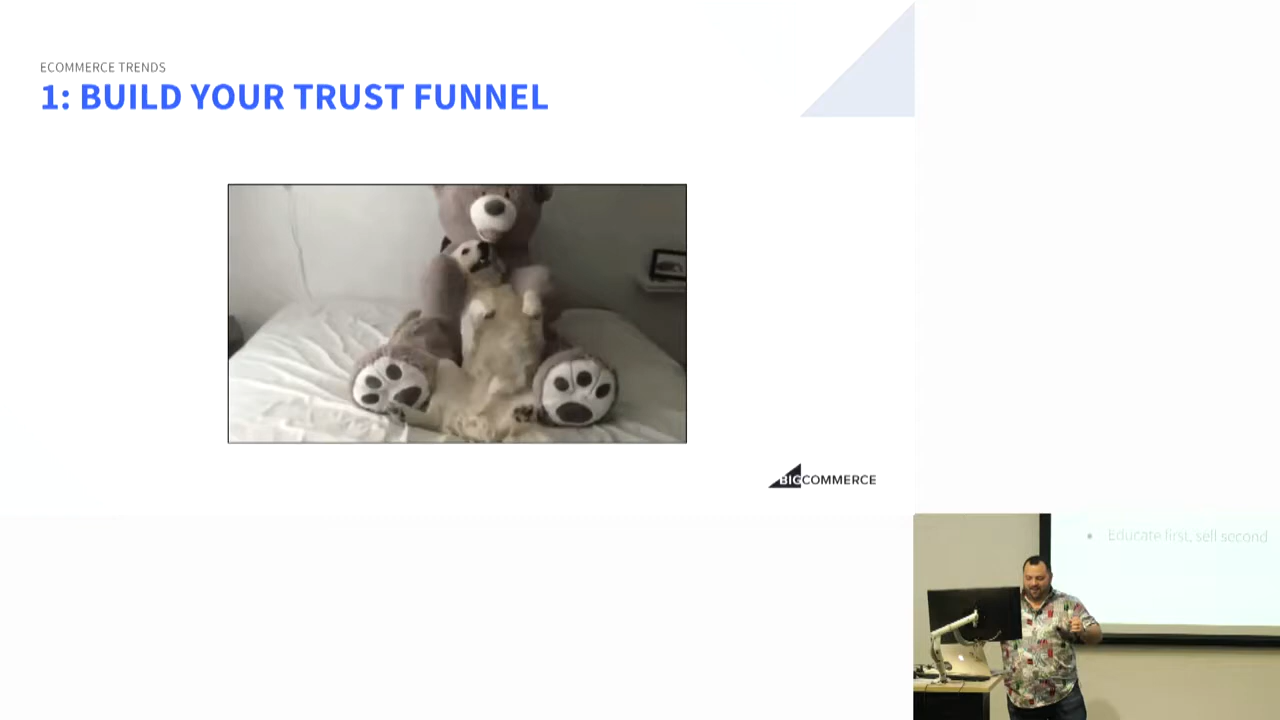 ECOMMERCE TRENDS
1: BUILD YOUR TRUST FUNNEL
BIGCOMMERCE
• Educate first, sell second